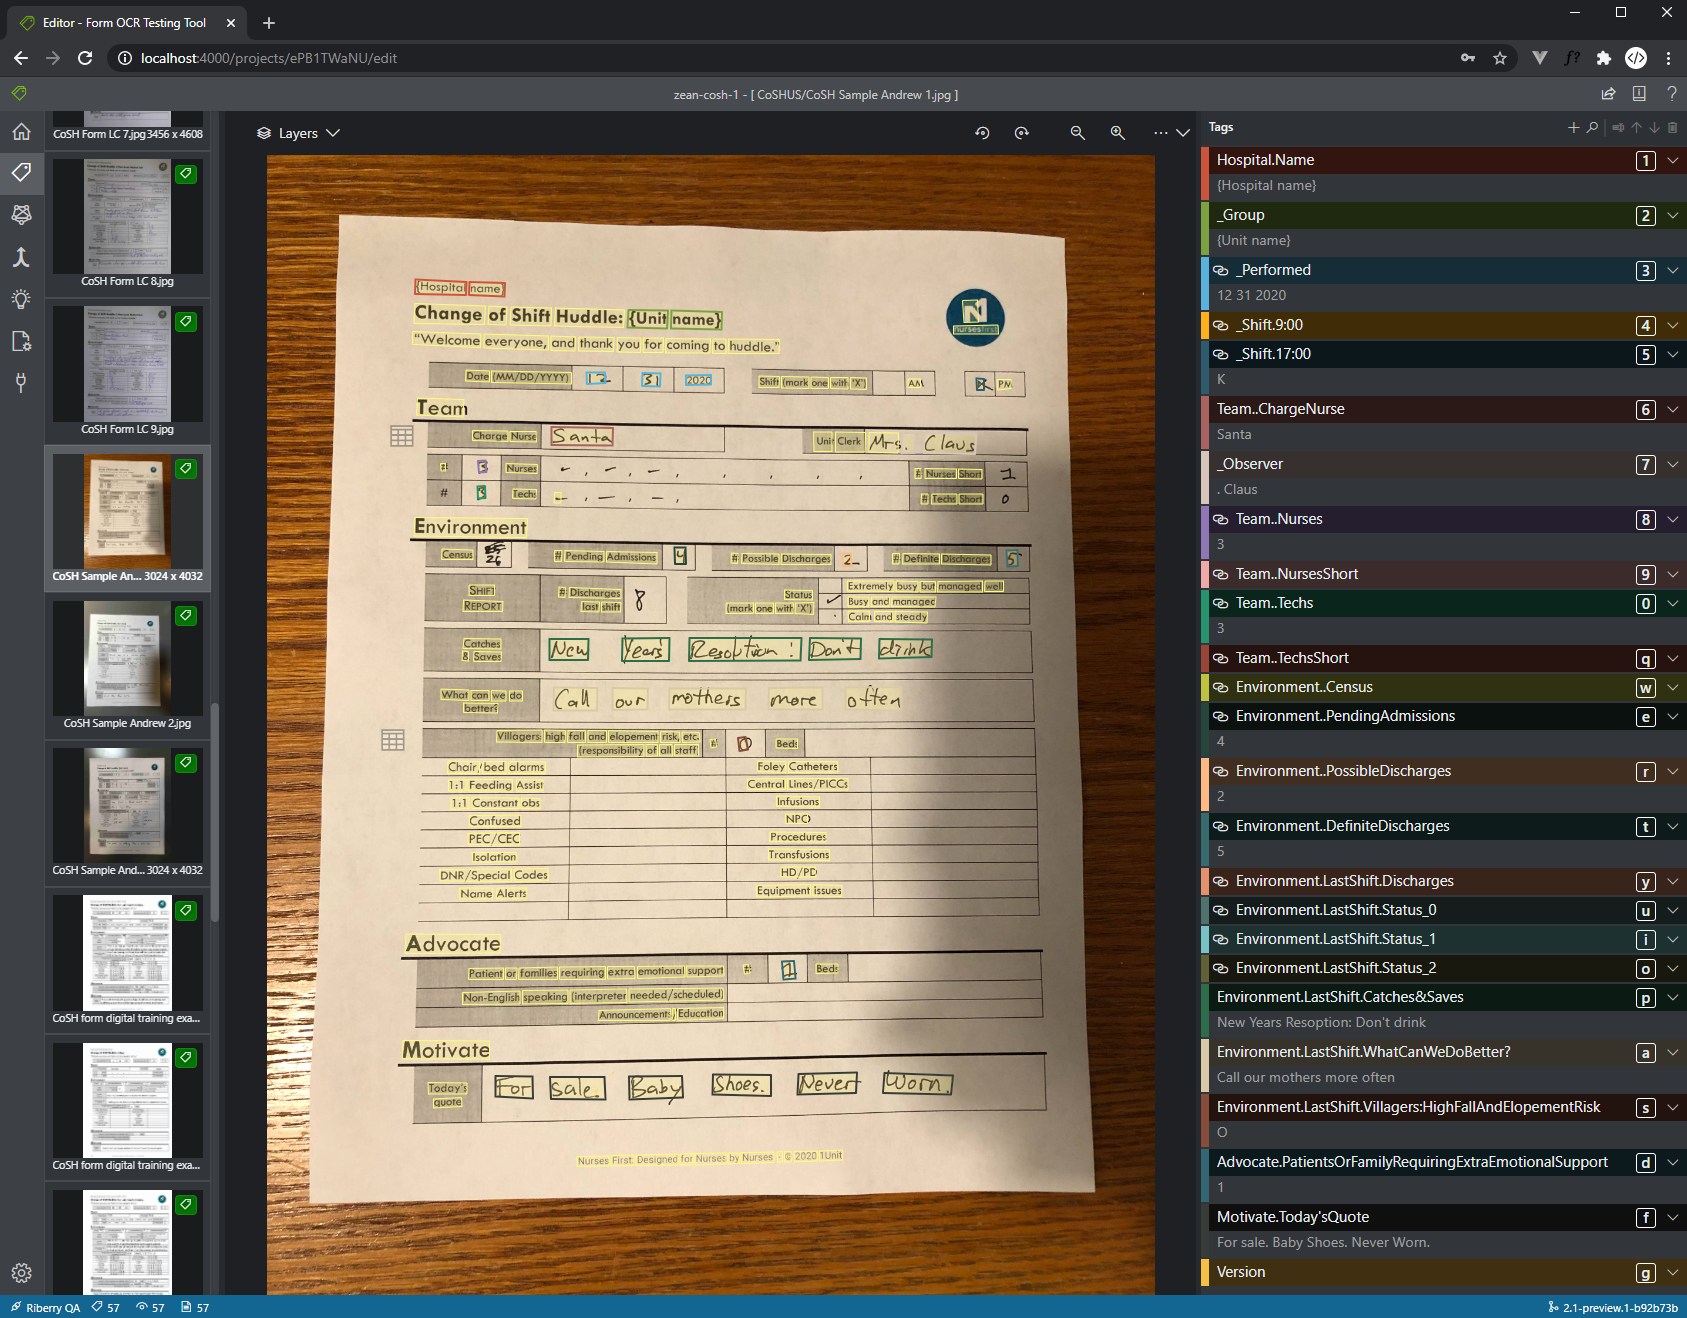 Editor - Form OCR Testing Tool
localhost:4000/projects/ePB1TWaNU/edit
f?
zean-cosh-1 - [ CoSHUS/CoSH Sample Andrew 1.jpg ]
CoSH Form LC 7.jpg 3456 x 4608
CoSH Form LC 8.jpg
CoSH Form LC 9.jpg
CoSH Sample An... 3024 x 4032
CoSH Sample Andrew 2.jpg
CoSH Sample And... 3024 x 4032
CoSH form digital training exa...
CoSH form digital training exa...
Layers
{Hospital name}
Change of Shift Huddle: {Unit name}
nursesfirst
"Welcome everyone, and thank you for coming to huddle."
Date (MM/DD/YYYY) 12 31 2020 Shift (mark one with 'X') AM X PM
Team
Charge Nurse Santa Unit Clerk Mrs. Claus
# 3 Nurses - , - , - , , , , , # Nurses Short 1
# 3 Techs - , - , - , # Techs Short 0
Environment
Census 26 # Pending Admissions 4 # Possible Discharges 2 # Definite Discharges 5
SHIFT REPORT # Discharges last shift 8 Status (mark one with 'X') Extremely busy but managed well
✓ Busy and managed
Calm and steady
Catches & Saves New Years Resolution: Don't drink
What can we do better? Call our mothers more often
Villagers: high fall and elopement risk, etc. (responsibility of all staff) # 0 Beds
Chair/bed alarms Foley Catheters
1:1 Feeding Assist Central Lines/PICCs
1:1 Constant obs Infusions
Confused NPO
PEC/CEC Procedures
Isolation Transfusions
DNR/Special Codes HD/PD
Name Alerts Equipment issues
Advocate
Patient or families requiring extra emotional support # 1 Beds
Non-English speaking (interpreter needed/scheduled)
Announcements/Education
Motivate
Today's quote For sale. Baby Shoes. Never Worn.
Nurses First: Designed for Nurses by Nurses - © 2020 1Unit
Tags
Hospital.Name 1
{Hospital name}
_Group 2
{Unit name}
_Performed 3
12 31 2020
_Shift.9:00 4
_Shift.17:00 5
K
Team..ChargeNurse 6
Santa
_Observer 7
. Claus
Team..Nurses 8
3
Team..NursesShort 9
Team..Techs 0
3
Team..TechsShort q
Environment..Census w
Environment..PendingAdmissions e
4
Environment..PossibleDischarges r
2
Environment..DefiniteDischarges t
5
Environment.LastShift.Discharges y
Environment.LastShift.Status_0 u
Environment.LastShift.Status_1 i
Environment.LastShift.Status_2 o
Environment.LastShift.Catches&Saves p
New Years Resoption: Don't drink
Environment.LastShift.WhatCanWeDoBetter? a
Call our mothers more often
Environment.LastShift.Villagers:HighFallAndElopementRisk s
O
Advocate.PatientsOrFamilyRequiringExtraEmotionalSupport d
1
Motivate.Today'sQuote f
For sale. Baby Shoes. Never Worn.
Version g
Riberry QA 57 57 57
2.1-preview.1-b92b73b